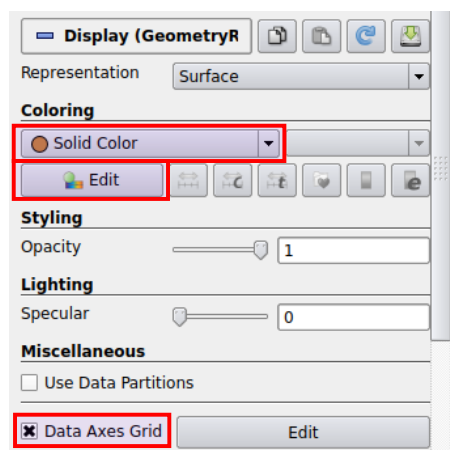 Display (GeometryR
Representation Surface
Coloring
Solid Color
Edit
Styling
Opacity 1
Lighting
Specular 0
Miscellaneous
Use Data Partitions
Data Axes Grid Edit